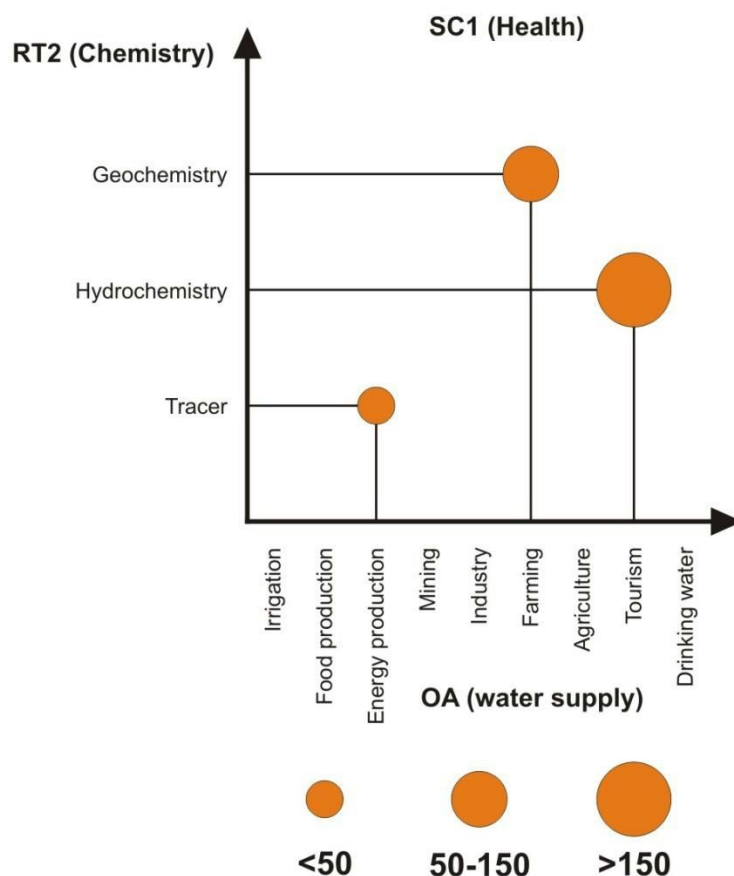 SC1 (Health)
RT2 (Chemistry)
Geochemistry
Hydrochemistry
Tracer
Irrigation
Food production
Energy production
Mining
Industry
Farming
Agriculture
Tourism
Drinking water
OA (water supply)
<50
50-150
>150